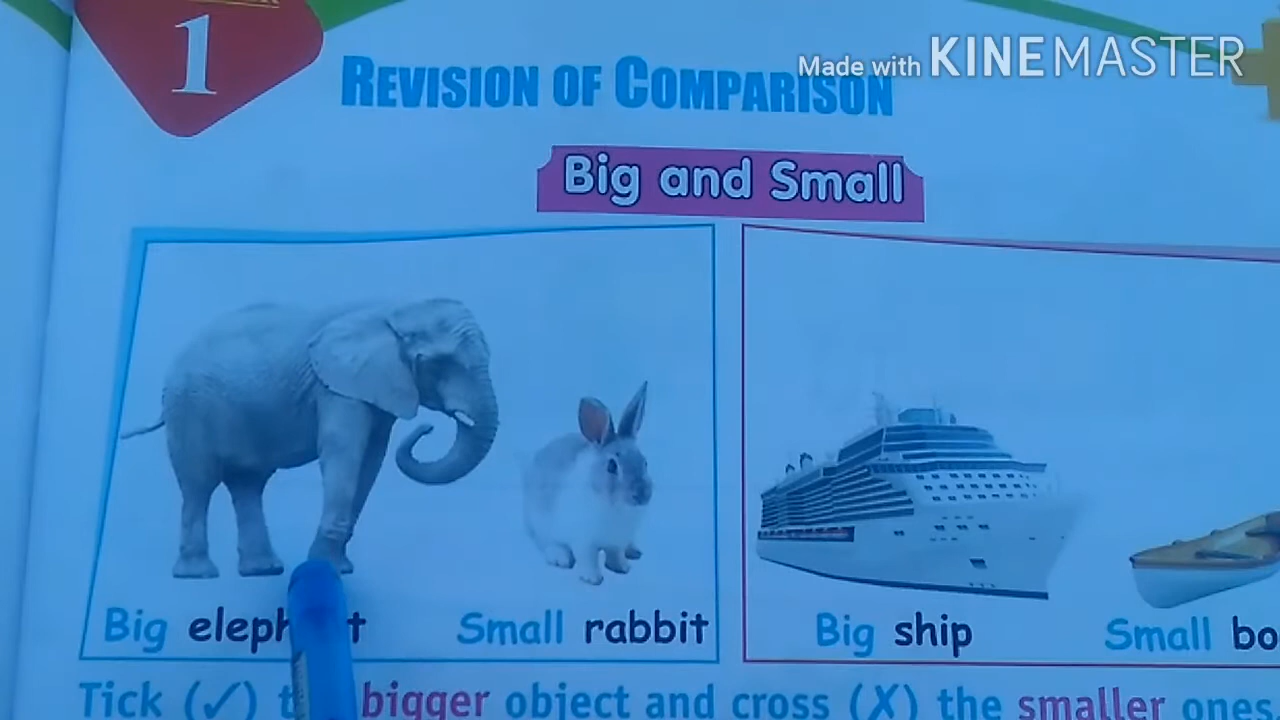 1
REVISION OF COMPARISON
Made with KINEMASTER
Big and Small
Big Small rabbit
Big ship
Small
Tick (✓) bigger object and cross (X) the smaller ones